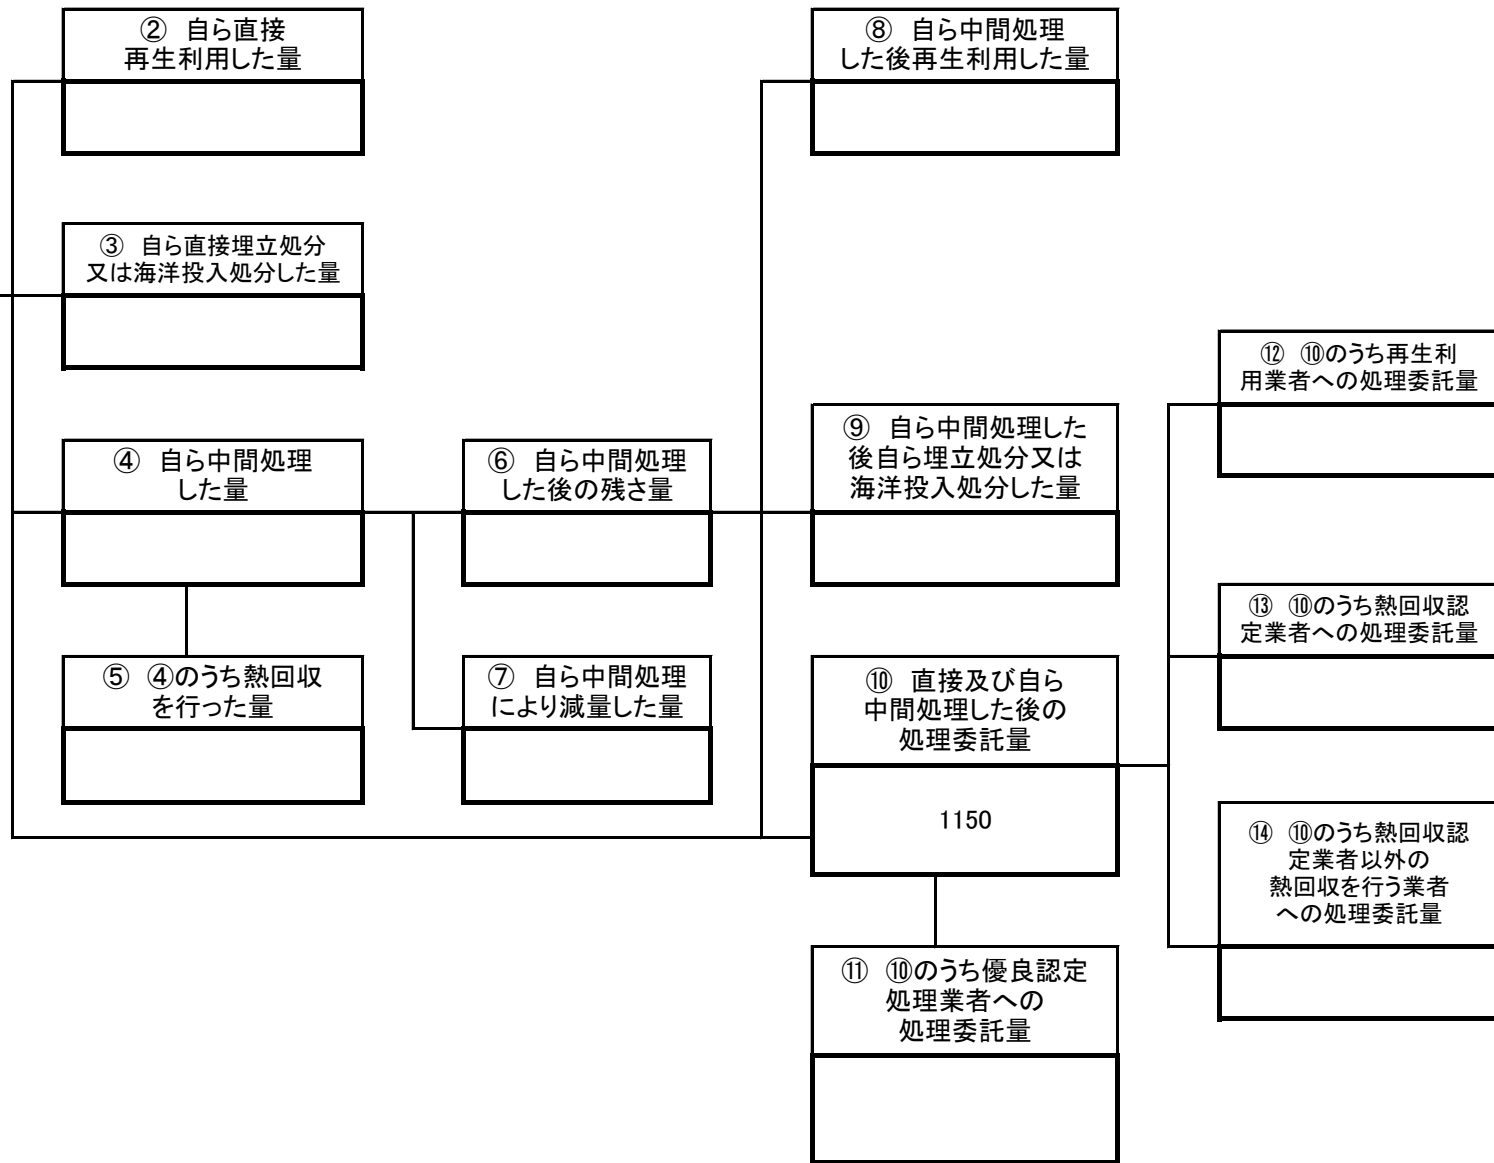 ② 自ら直接
再生利用した量
⑧ 自ら中間処理
した後再生利用した量
③ 自ら直接埋立処分
又は海洋投入処分した量
⑫ ⑩のうち再生利
用業者への処理委託量
④ 自ら中間処理
した量
⑥ 自ら中間処理
した後の残さ量
⑨ 自ら中間処理した
後自ら埋立処分又は
海洋投入処分した量
⑬ ⑩のうち熱回収認
定業者への処理委託量
⑤ ④のうち熱回収
を行った量
⑦ 自ら中間処理
により減量した量
⑩ 直接及び自ら
中間処理した後の
処理委託量
1150
⑭ ⑩のうち熱回収認
定業者以外の
熱回収を行う業者
への処理委託量
⑪ ⑩のうち優良認定
処理業者への
処理委託量